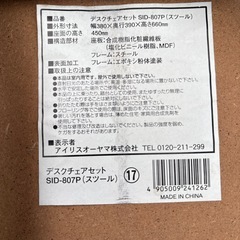 ■品名　デスクチェアセット SID-807P(スツール)
■外形寸法　幅380×奥行390×高さ660mm
■座面の高さ　450mm
■構造部材　座板:合成樹脂化粧繊維板
(塩化ビニール樹脂、MDF)
フレーム:スチール
■表面加工　フレーム:エポキシ粉体塗装
■取扱上の注意
■表示者
アイリスオーヤマ TEL 0120-211-299
デスクチェアセット
SID-807P(スツール)
⑰
4 905009 241262
MADE IN CHINA